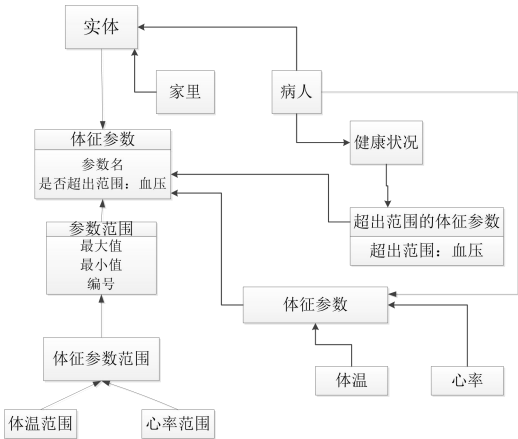 实体
家里
病人
体征参数
参数名
是否超出范围：血压
健康状况
参数范围
最大值
最小值
编号
超出范围的体征参数
超出范围：血压
体征参数
体征参数范围
体温
心率
体温范围
心率范围